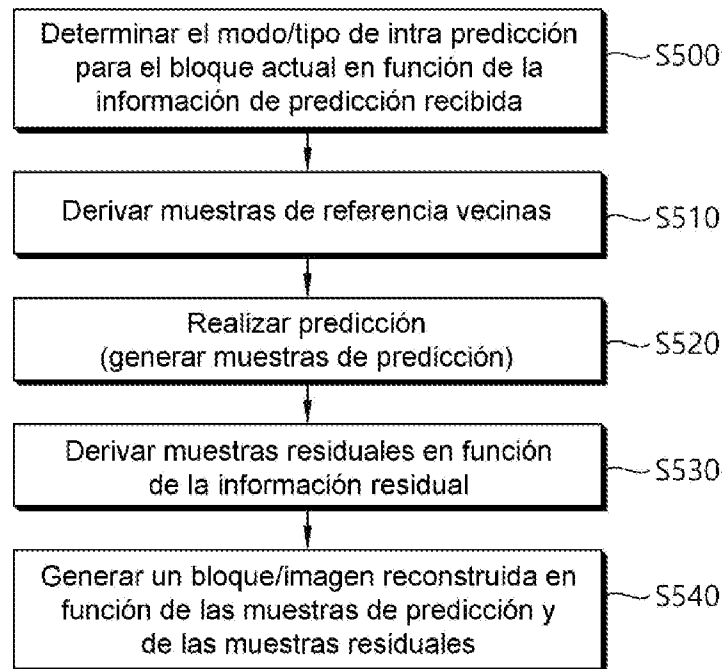 Determinar el modo/tipo de intra predicción
para el bloque actual en función de la
información de predicción recibida
S500
Derivar muestras de referencia vecinas
S510
Realizar predicción
(generar muestras de predicción)
S520
Derivar muestras residuales en función
de la información residual
S530
Generar un bloque/imagen reconstruida en
función de las muestras de predicción y
de las muestras residuales
S540